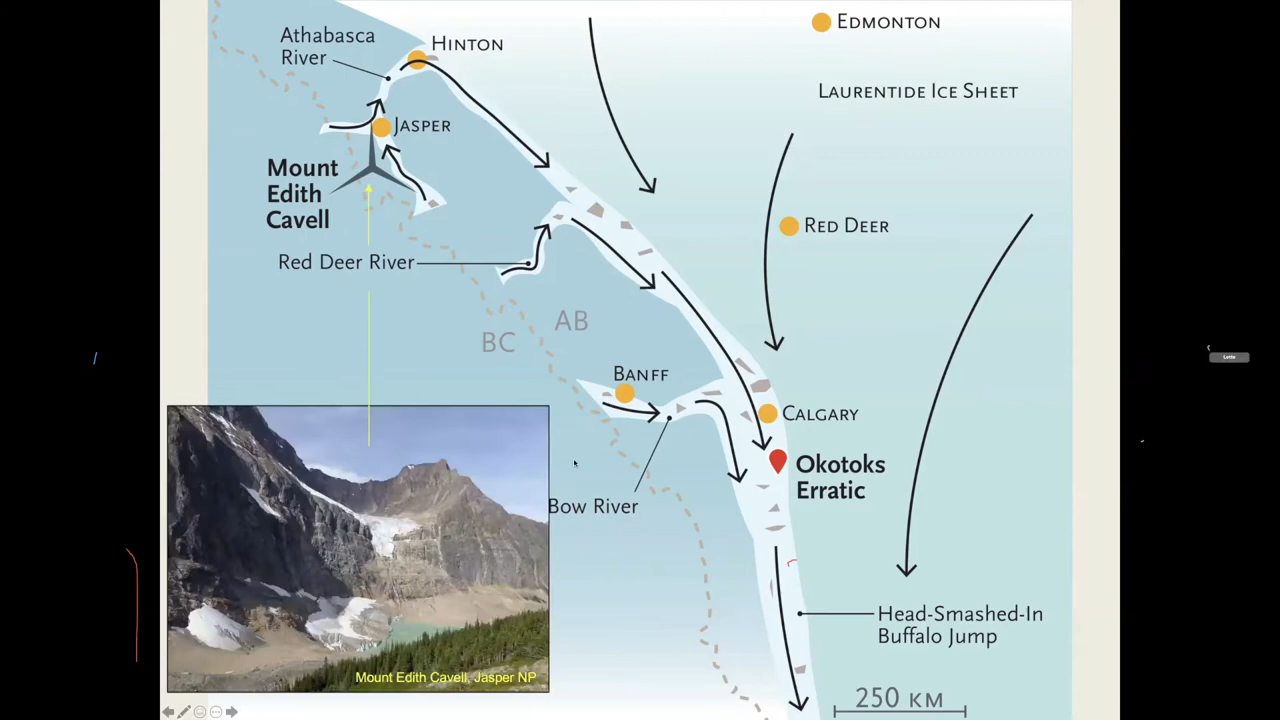 EDMONTON
Athabasca
River
HINTON
LAURENTIDE ICE SHEET
JASPER
Mount
Edith
Cavell
RED DEER
Red Deer River
AB
BC
BANFF
CALGARY
Okotoks
Erratic
Bow River
Head-Smashed-In
Buffalo Jump
Mount Edith Cavell, Jasper NP
250 KM